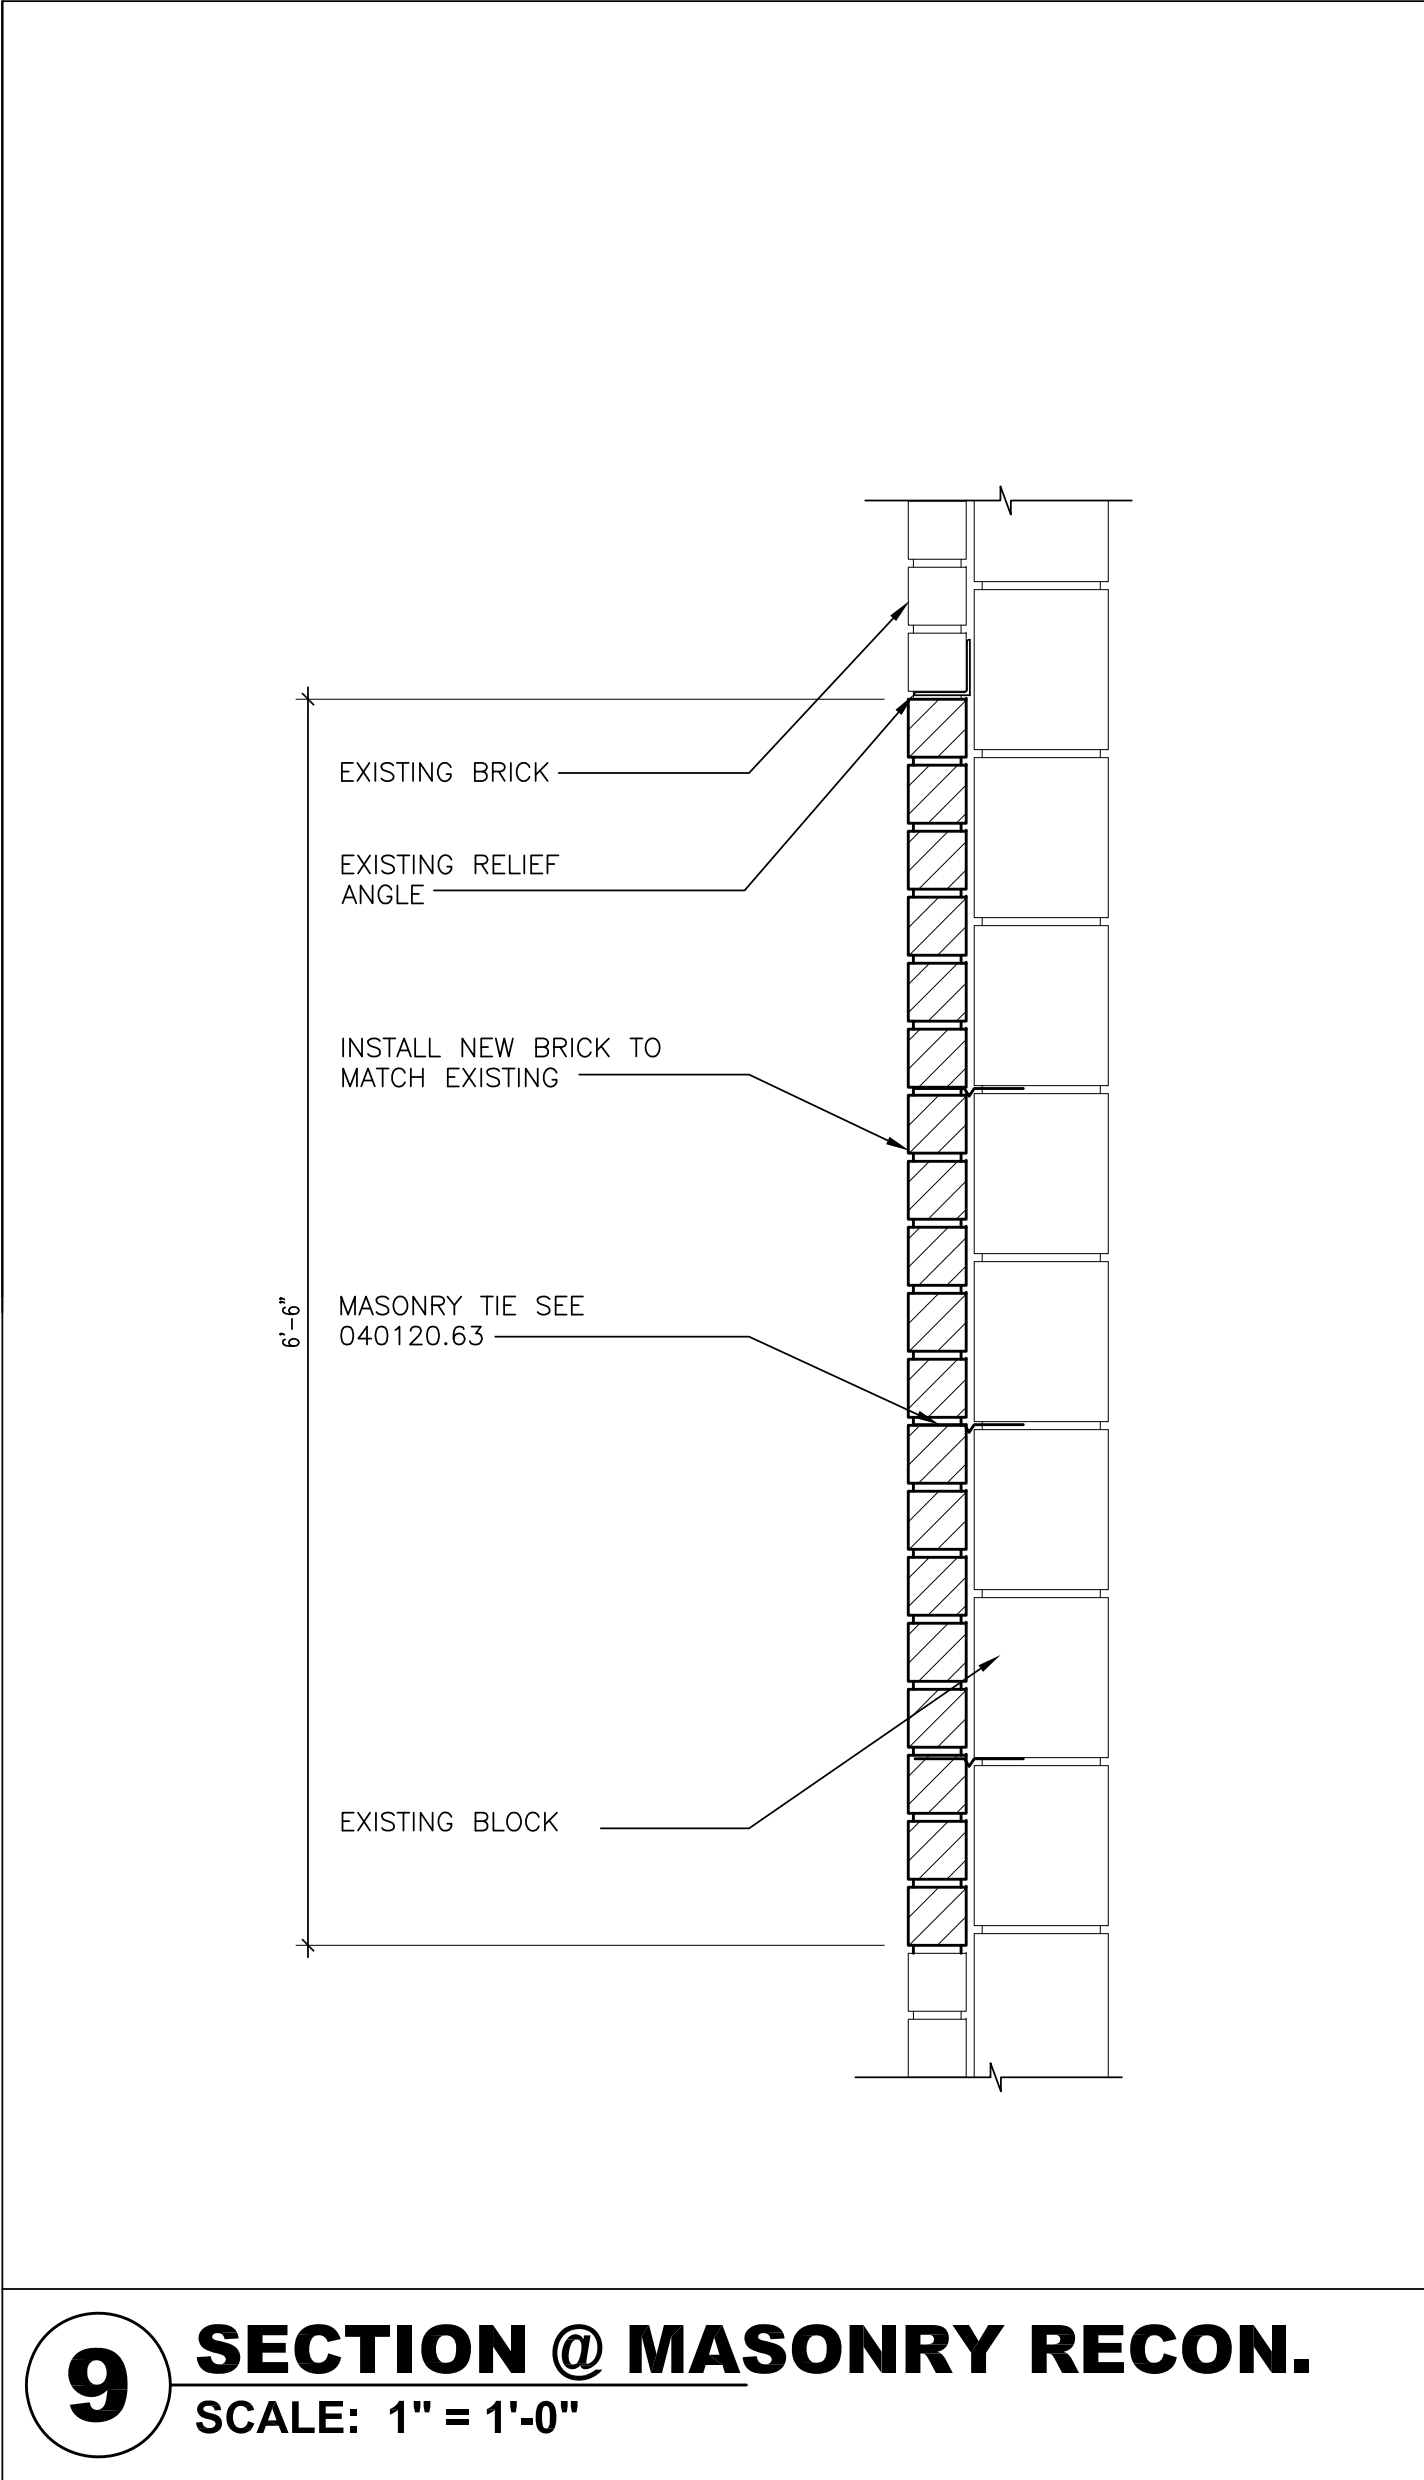 EXISTING BRICK
EXISTING RELIEF
ANGLE
INSTALL NEW BRICK TO
MATCH EXISTING
6'-6"
MASONRY TIE SEE
040120.63
EXISTING BLOCK
9
SECTION @ MASONRY RECON.
SCALE: 1" = 1'-0"